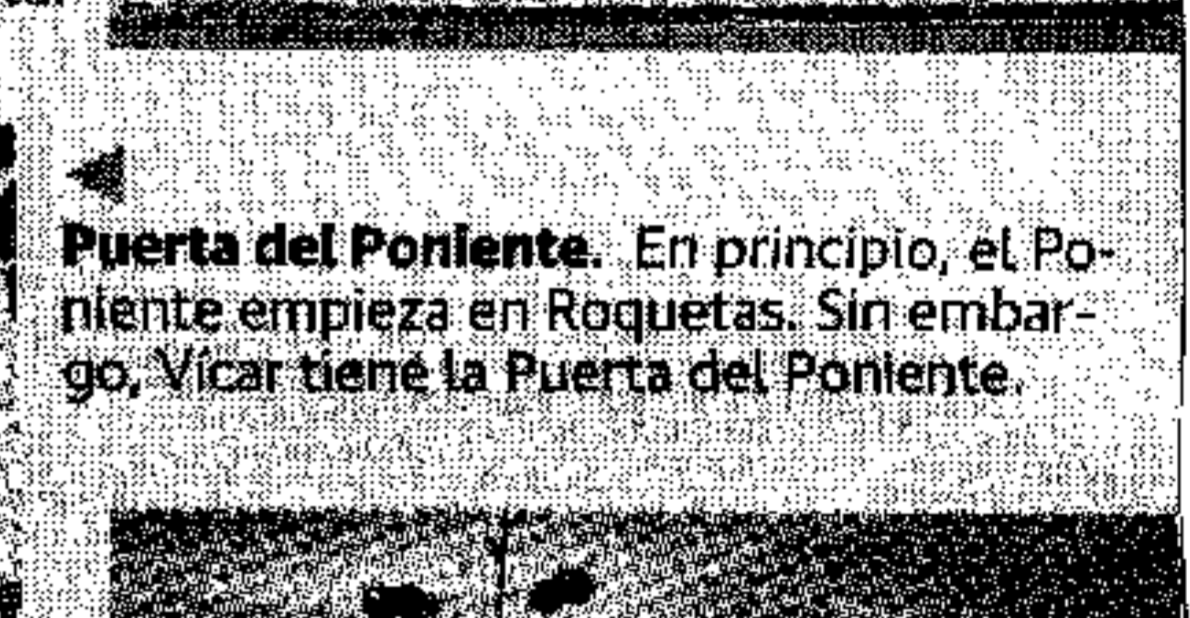 Puerta del Poniente. En principio, el Po-
niente empieza en Roquetas. Sin embar-
go, Vícar tiene la Puerta del Poniente.